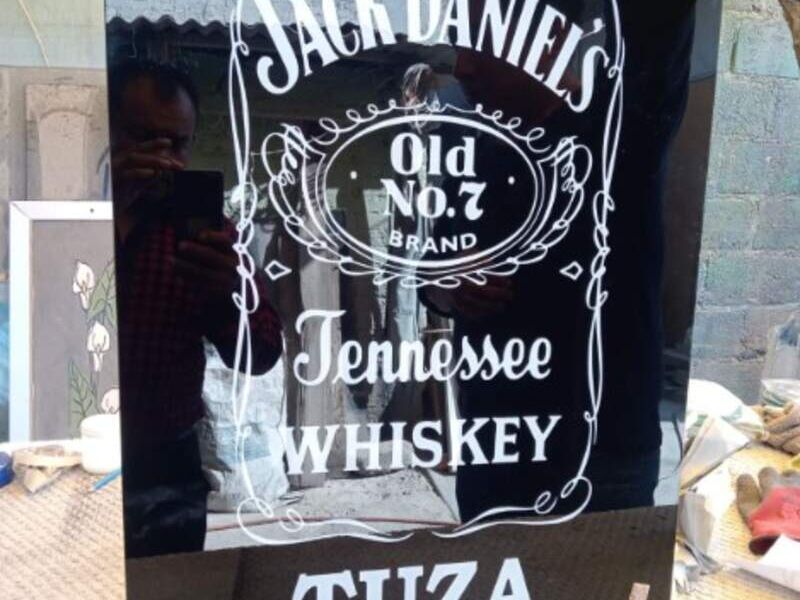 JACK DANIEL'S
Old
No.7
BRAND
Tennessee
WHISKEY
TUZA